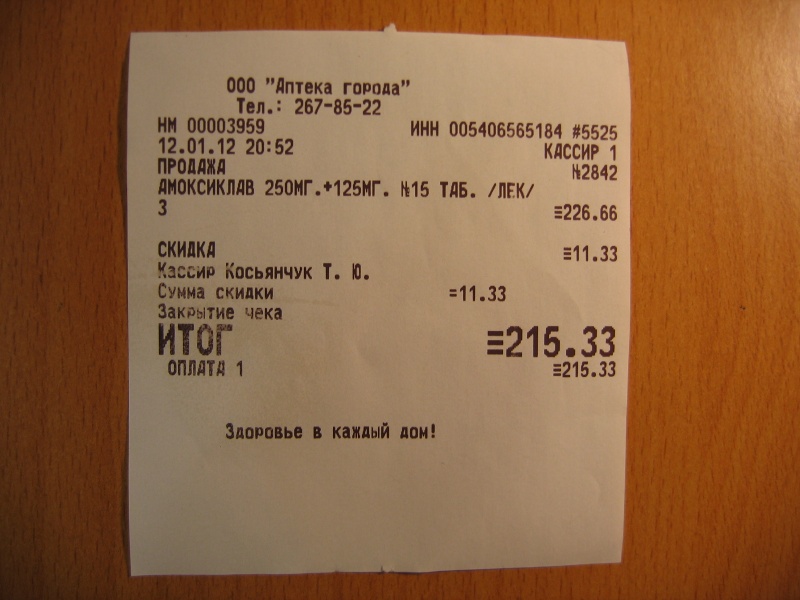 ООО "Аптека города"
Тел.: 267-85-22
НМ 00003959 ИНН 005406565184 #5525
12.01.12 20:52 КАССИР 1
ПРОДАЖА №2842
АМОКСИКЛАВ 250МГ.+125МГ. №15 ТАБ. /ЛЕК/
3 ≡226.66
СКИДКА ≡11.33
Кассир Косьянчук Т. Ю.
Сумма скидки =11.33
Закрытие чека
ИТОГ ≡215.33
ОПЛАТА 1 ≡215.33
Здоровье в каждый дом!